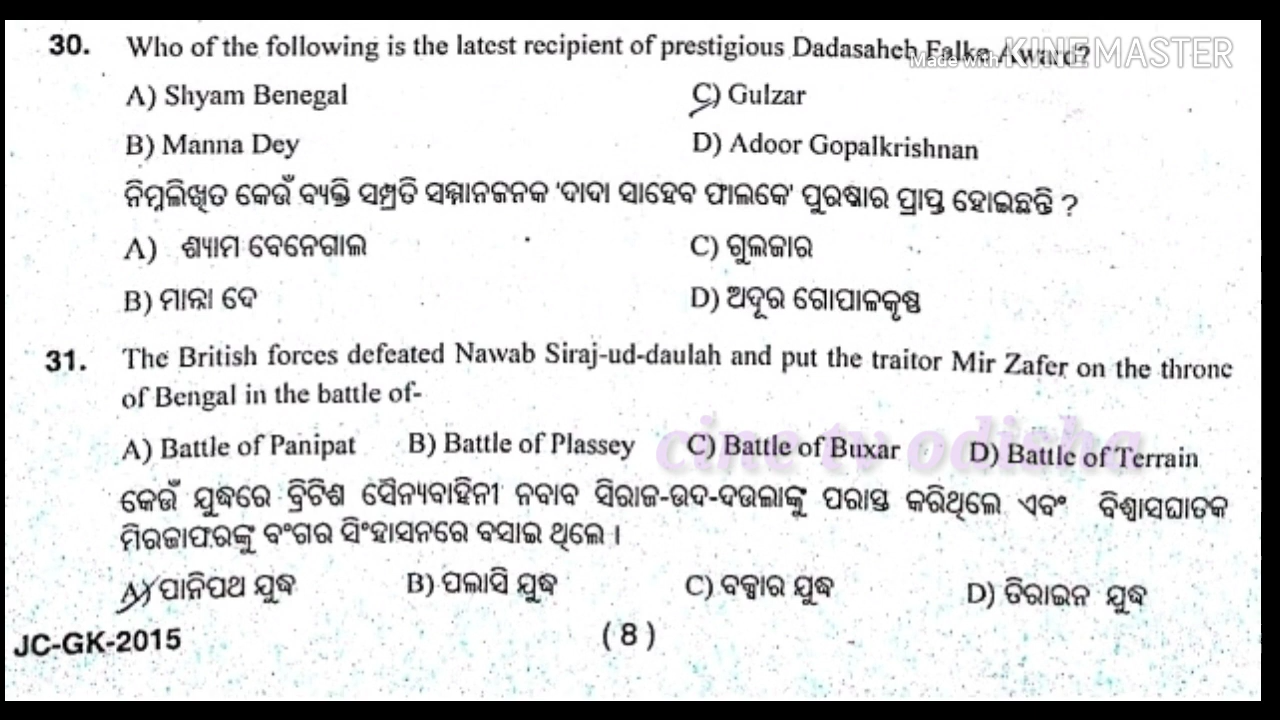 30. Who of the following is the latest recipient of prestigious Dadasaheb Falke Award?
Made with KINEMASTER
A) Shyam Benegal C) Gulzar
B) Manna Dey D) Adoor Gopalkrishnan
ନିମ୍ନଲିଖିତ କେଉଁ ବ୍ୟକ୍ତି ସମ୍ପ୍ରତି ସମ୍ମାନଜନକ 'ଦାଦା ସାହେବ ଫାଲକେ' ପୁରଷ୍କାର ପ୍ରାପ୍ତ ହୋଇଛନ୍ତି ?
A) ଶ୍ୟାମ ବେନେଗାଲ C) ଗୁଲଜାର
B) ମାନ୍ନା ଦେ D) ଅଦୂର ଗୋପାଳକୃଷ୍ଣ
31. The British forces defeated Nawab Siraj-ud-daulah and put the traitor Mir Zafer on the throne
of Bengal in the battle of-
cine tv odisha
A) Battle of Panipat B) Battle of Plassey C) Battle of Buxar D) Battle of Terrain
କେଉଁ ଯୁଦ୍ଧରେ ବ୍ରିଟିଶ ସୈନ୍ୟବାହିନୀ ନବାବ ସିରାଜ-ଉଦ-ଦଉଲାଙ୍କୁ ପରାସ୍ତ କରିଥିଲେ ଏବଂ ବିଶ୍ୱାସଘାତକ
ମିରଜାଫରଙ୍କୁ ବଂଗର ସିଂହାସନରେ ବସାଇ ଥିଲେ ।
A) ପାନିପଥ ଯୁଦ୍ଧ B) ପଲାସି ଯୁଦ୍ଧ C) ବକ୍ସାର ଯୁଦ୍ଧ D) ତିରାଇନ ଯୁଦ୍ଧ
JC-GK-2015 ( 8 )